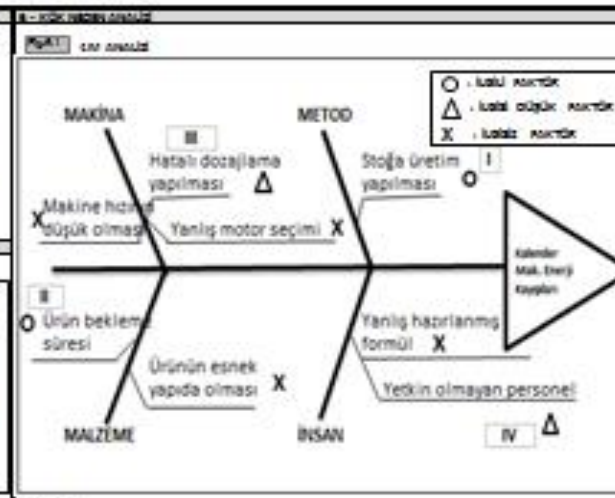 6 - KÖK NEDEN ANALİZİ
4M ANALİZİ
O : İLGİLİ FAKTÖR
Δ : İLGİSİ DÜŞÜK FAKTÖR
X : İLGİSİZ FAKTÖR
MAKİNA
METOD
III
Hatalı dozajlama
yapılması Δ
Stoğa üretim I
yapılması O
X Makine hızının
düşük olması
Yanlış motor seçimi X
Kalender
Mak. Enerji
Kayıpları
II
O Ürün bekleme
süresi
Yanlış hazırlanmış
formül X
Ürünün esnek
yapıda olması X
Yetkin olmayan personel
MALZEME
İNSAN
IV Δ